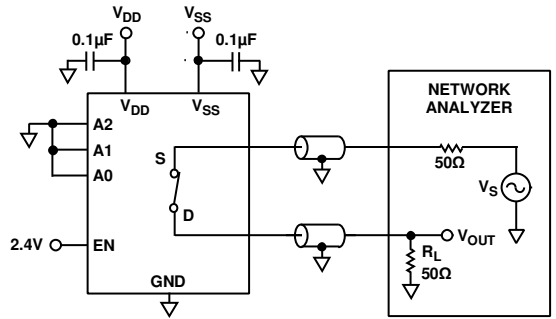 VDD
VSS
0.1µF
0.1µF
VDD
VSS
NETWORK
ANALYZER
A2
A1
A0
S
D
50Ω
VS
2.4V
EN
VOUT
RL
50Ω
GND